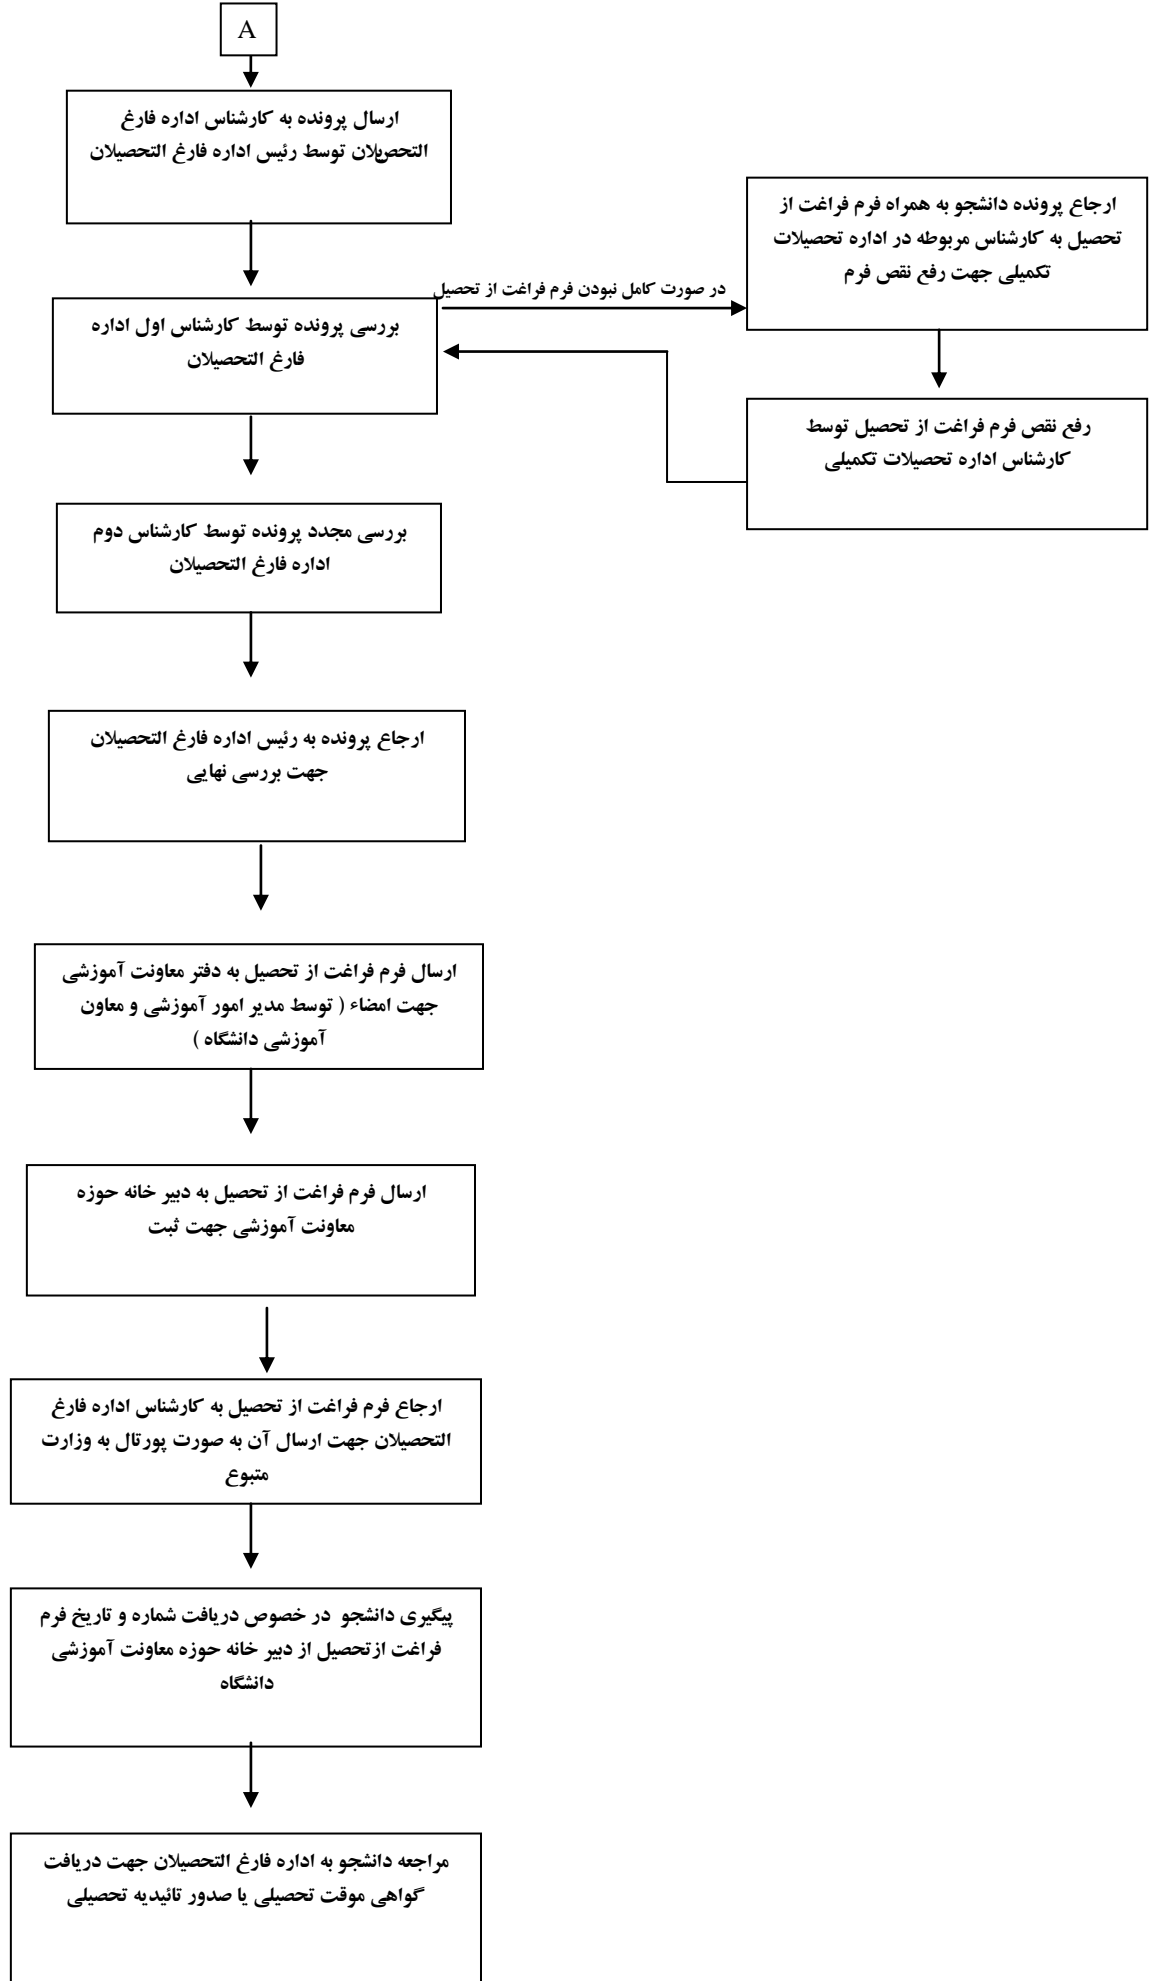 A
ارسال پرونده به کارشناس اداره فارغ
التحصیلان توسط رئیس اداره فارغ التحصیلان
ارجاع پرونده دانشجو به همراه فرم فراغت از
تحصیل به کارشناس مربوطه در اداره تحصیلات
تکمیلی جهت رفع نقص فرم
در صورت کامل نبودن فرم فراغت از تحصیل
بررسی پرونده توسط کارشناس اول اداره
فارغ التحصیلان
رفع نقص فرم فراغت از تحصیل توسط
کارشناس اداره تحصیلات تکمیلی
بررسی مجدد پرونده توسط کارشناس دوم
اداره فارغ التحصیلان
ارجاع پرونده به رئیس اداره فارغ التحصیلان
جهت بررسی نهایی
ارسال فرم فراغت از تحصیل به دفتر معاونت آموزشی
جهت امضاء ( توسط مدیر امور آموزشی و معاون
آموزشی دانشگاه )
ارسال فرم فراغت از تحصیل به دبیر خانه حوزه
معاونت آموزشی جهت ثبت
ارجاع فرم فراغت از تحصیل به کارشناس اداره فارغ
التحصیلان جهت ارسال آن به صورت پورتال به وزارت
متبوع
پیگیری دانشجو در خصوص دریافت شماره و تاریخ فرم
فراغت ازتحصیل از دبیر خانه حوزه معاونت آموزشی
دانشگاه
مراجعه دانشجو به اداره فارغ التحصیلان جهت دریافت
گواهی موقت تحصیلی یا صدور تائیدیه تحصیلی